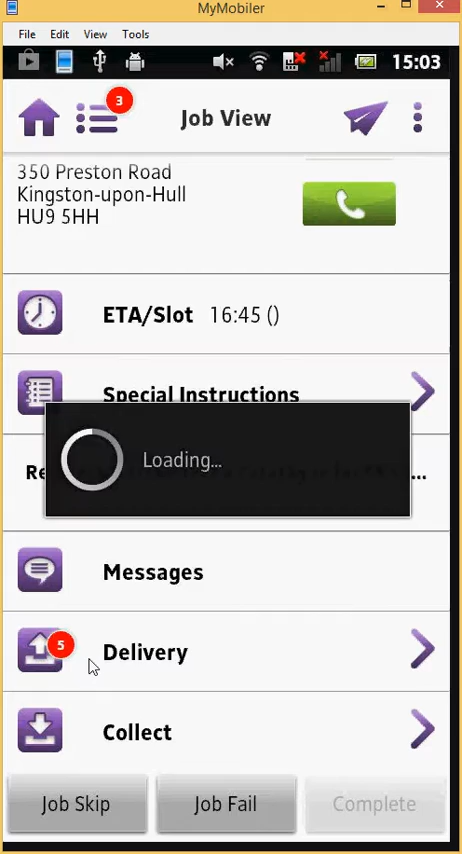 MyMobiler
File Edit View Tools
15:03
3
Job View
350 Preston Road
Kingston-upon-Hull
HU9 5HH
ETA/Slot 16:45 ()
Special Instructions
Loading...
Messages
5
Delivery
Collect
Job Skip Job Fail Complete